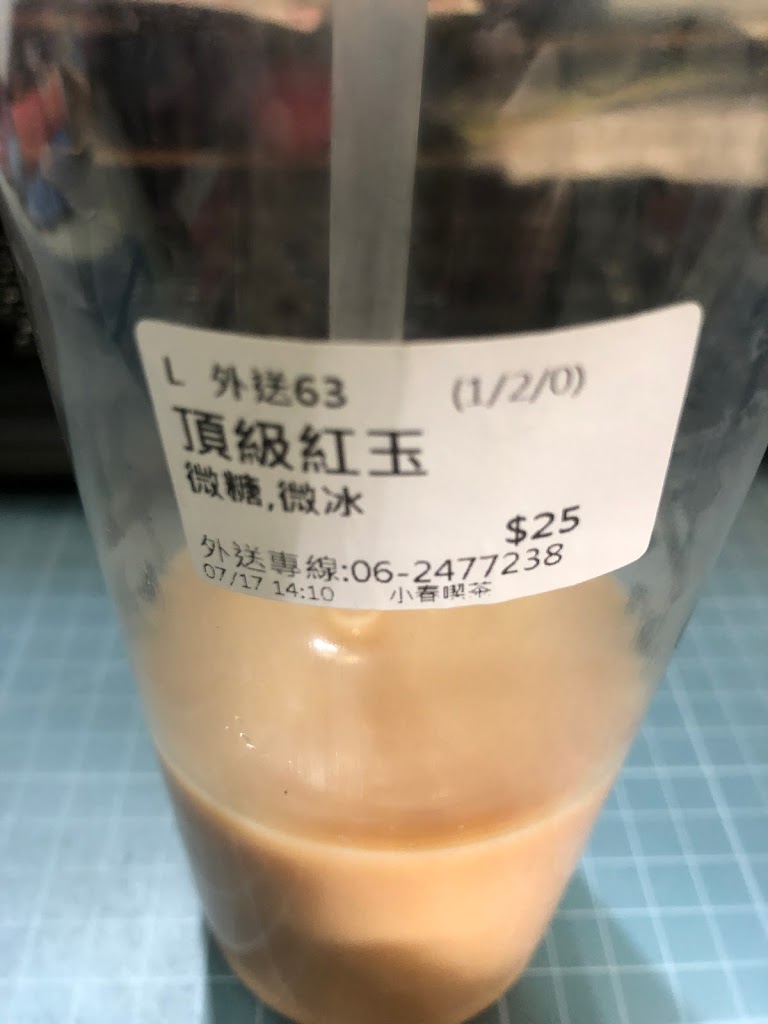 L 外送63 (1/2/0)
頂級紅玉
微糖,微冰
$25
外送專線:06-2477238
07/17 14:10 小春喫茶